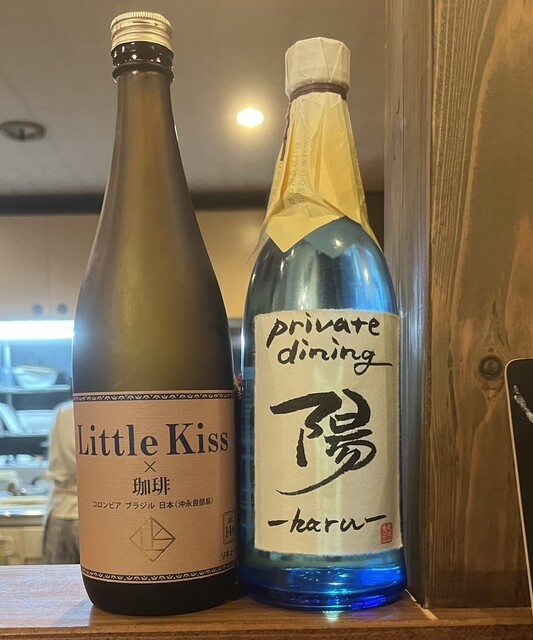 Little Kiss
×
珈琲
コロンビア ブラジル 日本(沖永良部島)
private
dining
陽
-haru-